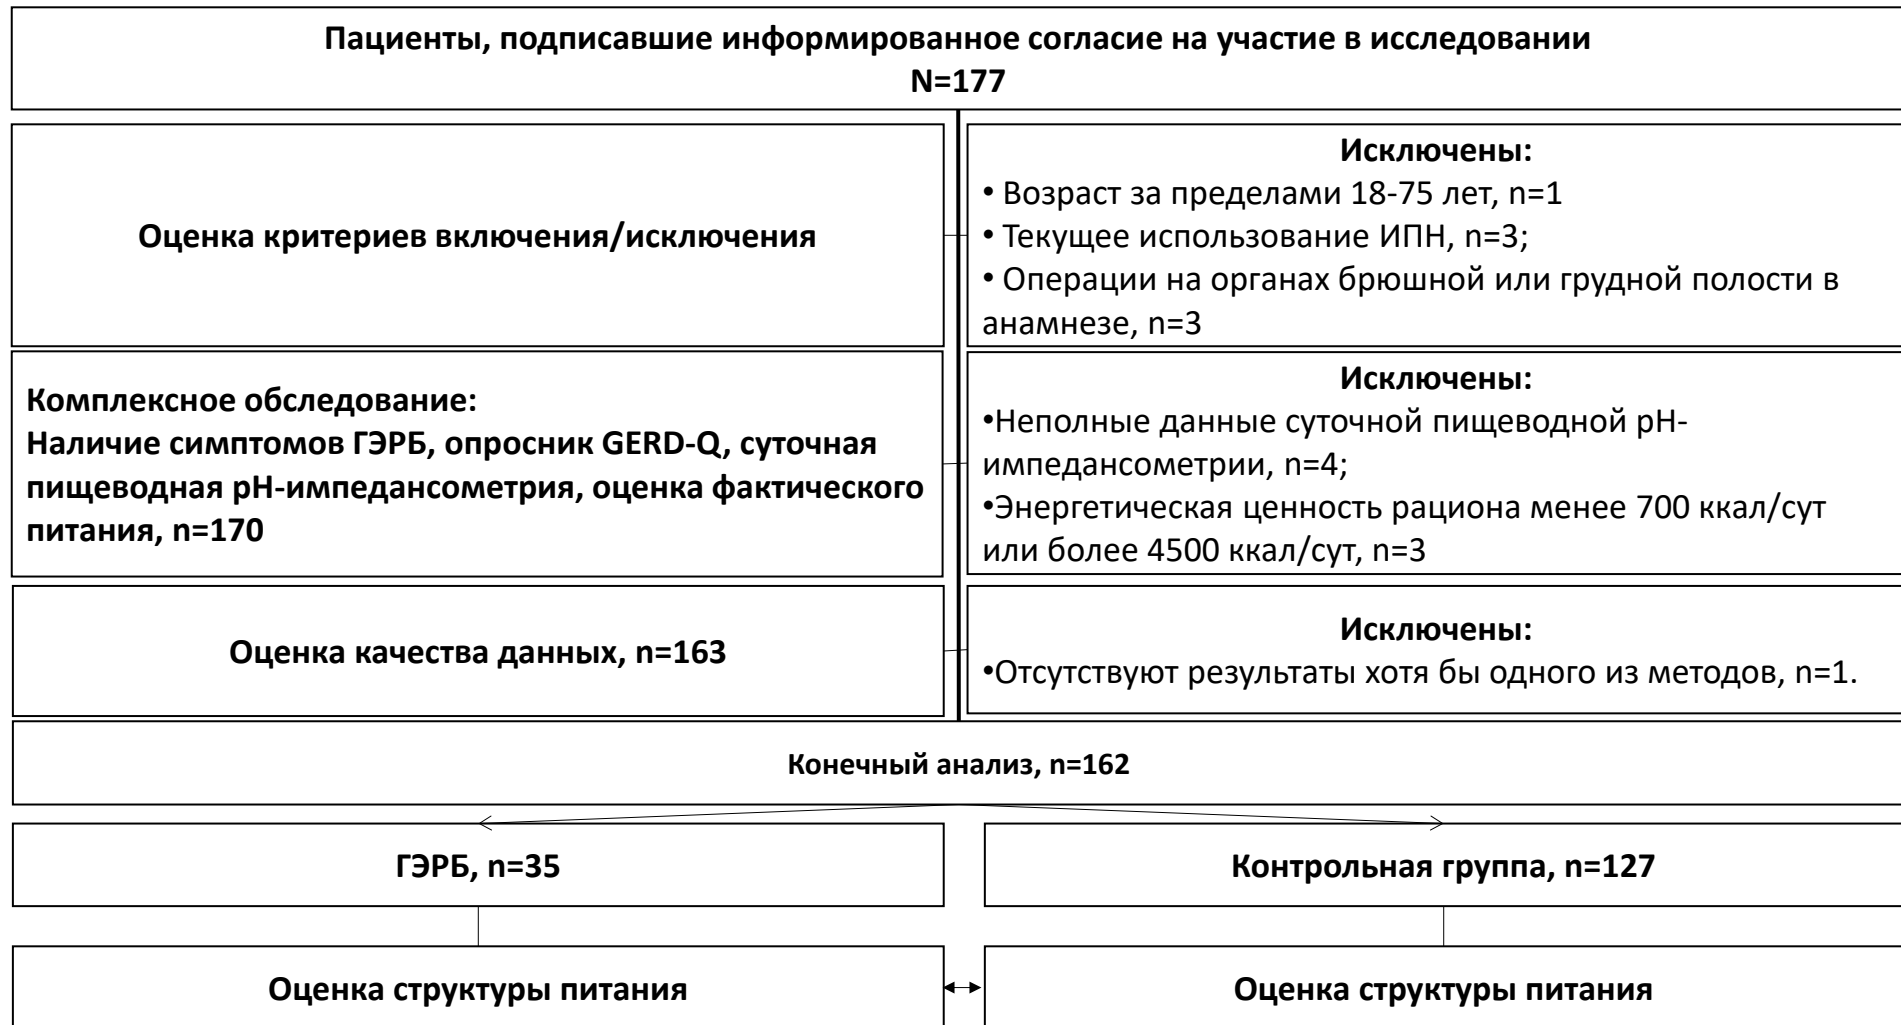 Пациенты, подписавшие информированное согласие на участие в исследовании
N=177
Оценка критериев включения/исключения
Исключены:
• Возраст за пределами 18-75 лет, n=1
• Текущее использование ИПН, n=3;
• Операции на органах брюшной или грудной полости в
анамнезе, n=3
Комплексное обследование:
Наличие симптомов ГЭРБ, опросник GERD-Q, суточная
пищеводная рН-импедансометрия, оценка фактического
питания, n=170
Исключены:
•Неполные данные суточной пищеводной рН-
импедансометрии, n=4;
•Энергетическая ценность рациона менее 700 ккал/сут
или более 4500 ккал/сут, n=3
Оценка качества данных, n=163
Исключены:
•Отсутствуют результаты хотя бы одного из методов, n=1.
Конечный анализ, n=162
ГЭРБ, n=35
Контрольная группа, n=127
Оценка структуры питания
Оценка структуры питания